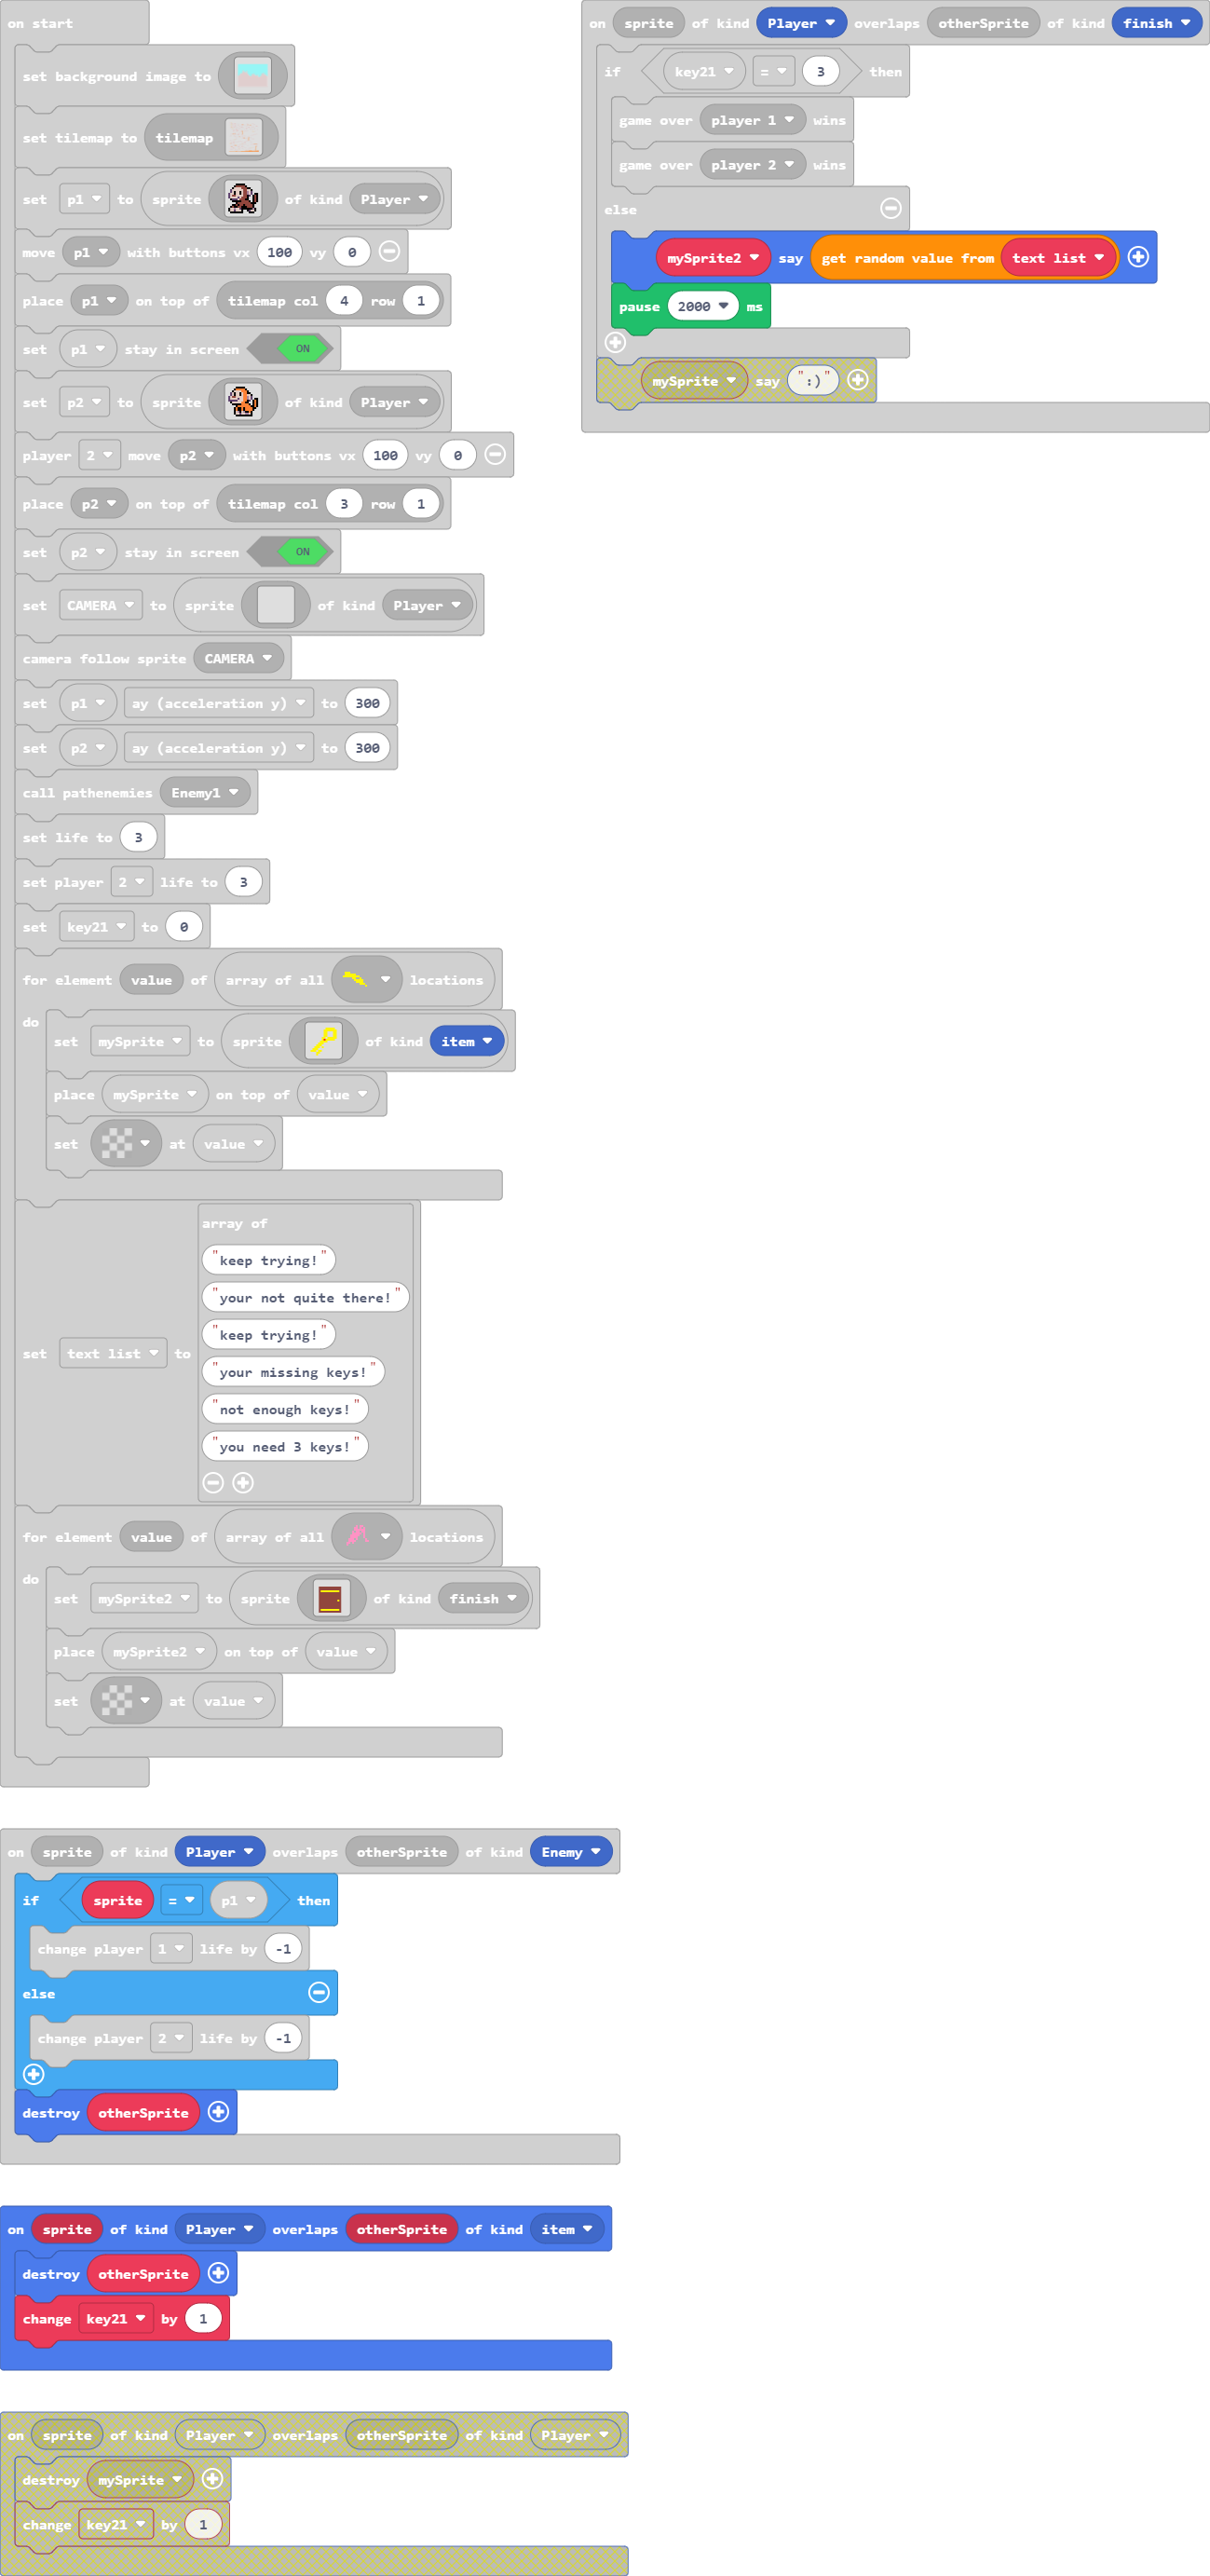 on start
set background image to
set tilemap to tilemap
set p1 to sprite of kind Player
move p1 with buttons vx 100 vy 0
place p1 on top of tilemap col 4 row 1
set p1 stay in screen ON
set p2 to sprite of kind Player
player 2 move p2 with buttons vx 100 vy 0
place p2 on top of tilemap col 3 row 1
set p2 stay in screen ON
set CAMERA to sprite of kind Player
camera follow sprite CAMERA
set p1 ay (acceleration y) to 300
set p2 ay (acceleration y) to 300
call pathenemies Enemy1
set life to 3
set player 2 life to 3
set key21 to 0
for element value of array of all locations
do
set mySprite to sprite of kind item
place mySprite on top of value
set at value
set text list to array of
"keep trying!"
"your not quite there!"
"keep trying!"
"your missing keys!"
"not enough keys!"
"you need 3 keys!"
for element value of array of all locations
do
set mySprite2 to sprite of kind finish
place mySprite2 on top of value
set at value
on sprite of kind Player overlaps otherSprite of kind Enemy
if sprite = p1 then
change player 1 life by -1
else
change player 2 life by -1
destroy otherSprite
on sprite of kind Player overlaps otherSprite of kind item
destroy otherSprite
change key21 by 1
on sprite of kind Player overlaps otherSprite of kind Player
destroy mySprite
change key21 by 1
on sprite of kind Player overlaps otherSprite of kind finish
if key21 = 3 then
game over player 1 wins
game over player 2 wins
else
mySprite2 say get random value from text list
pause 2000 ms
mySprite say ":)"